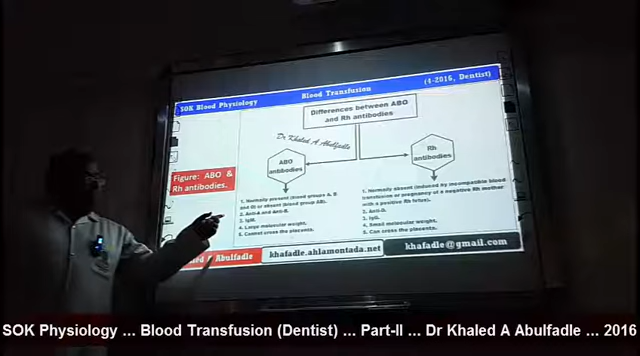 SOK Blood Physiology
Blood Transfusion
(4-2016, Dentist)
Differences between ABO
and Rh antibodies
Dr Khaled A Abulfadle
ABO
antibodies
Rh
antibodies
Figure: ABO &
Rh antibodies.
1. Normally present (blood groups A, B
and O) or absent (blood group AB).
2. Anti-A and Anti-B.
3. IgM.
4. Large molecular weight.
5. Cannot cross the placenta.
1. Normally absent (induced by incompatible blood
transfusion or pregnancy of a negative Rh mother
with a positive Rh fetus).
2. Anti-D.
3. IgG.
4. Small molecular weight.
5. Can cross the placenta.
A Abulfadle
khafadle.ahlamontada.net
khafadle@gmail.com
SOK Physiology ... Blood Transfusion (Dentist) ... Part-II ... Dr Khaled A Abulfadle ... 2016